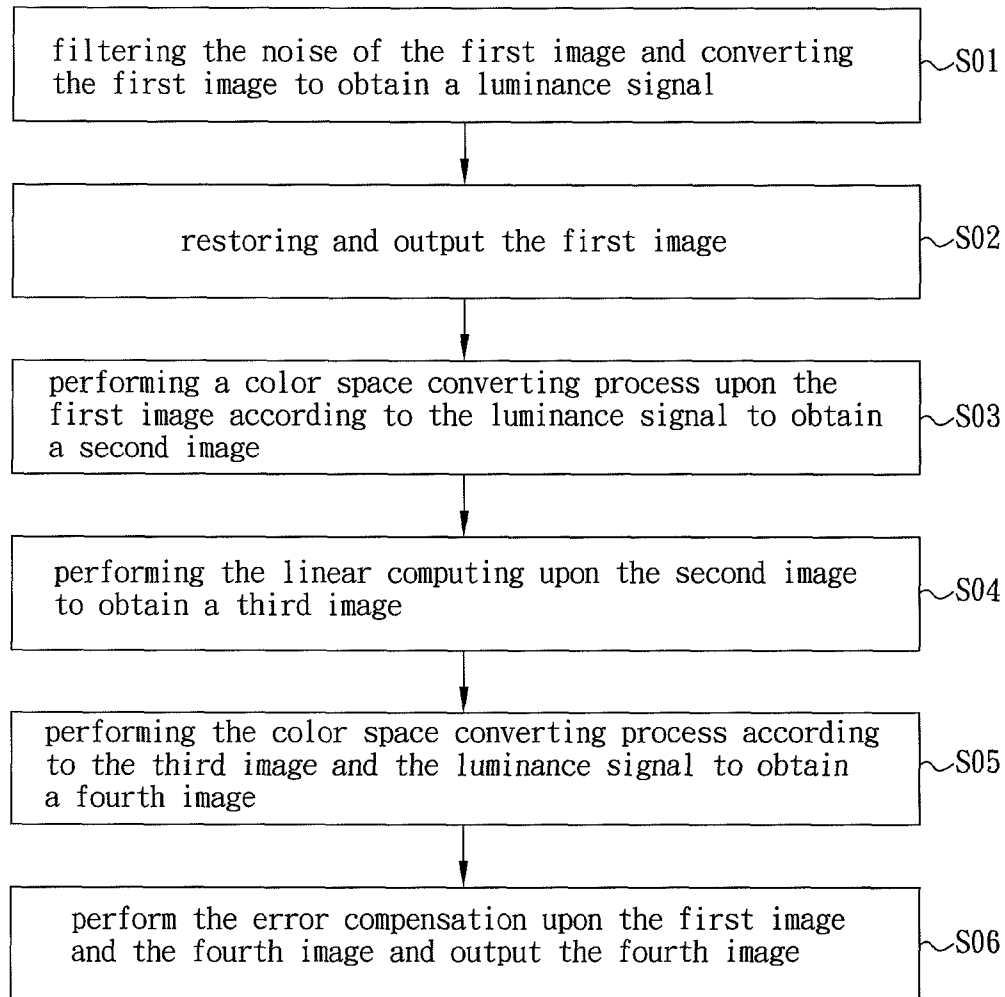 filtering the noise of the first image and converting
the first image to obtain a luminance signal
S01
restoring and output the first image
S02
performing a color space converting process upon the
first image according to the luminance signal to obtain
a second image
S03
performing the linear computing upon the second image
to obtain a third image
S04
performing the color space converting process according
to the third image and the luminance signal to obtain
a fourth image
S05
perform the error compensation upon the first image
and the fourth image and output the fourth image
S06